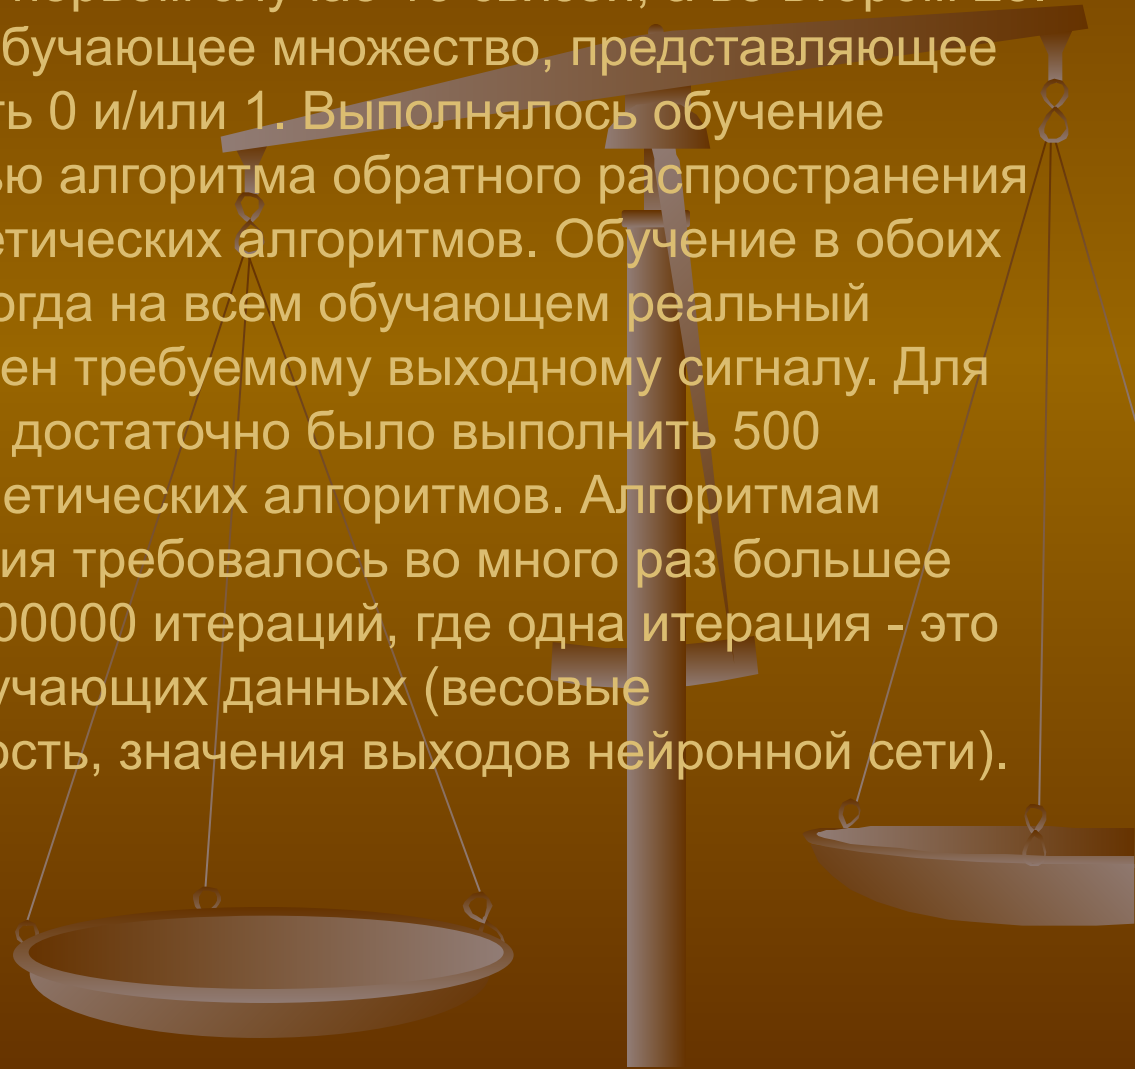 бучающее множество, представляющее
ть 0 и/или 1. Выполнялось обучение
ью алгоритма обратного распространения
етических алгоритмов. Обучение в обоих
огда на всем обучающем реальный
ен требуемому выходному сигналу. Для
достаточно было выполнить 500
етических алгоритмов. Алгоритмам
ия требовалось во много раз большее
00000 итераций, где одна итерация - это
учающих данных (весовые
ость, значения выходов нейронной сети).